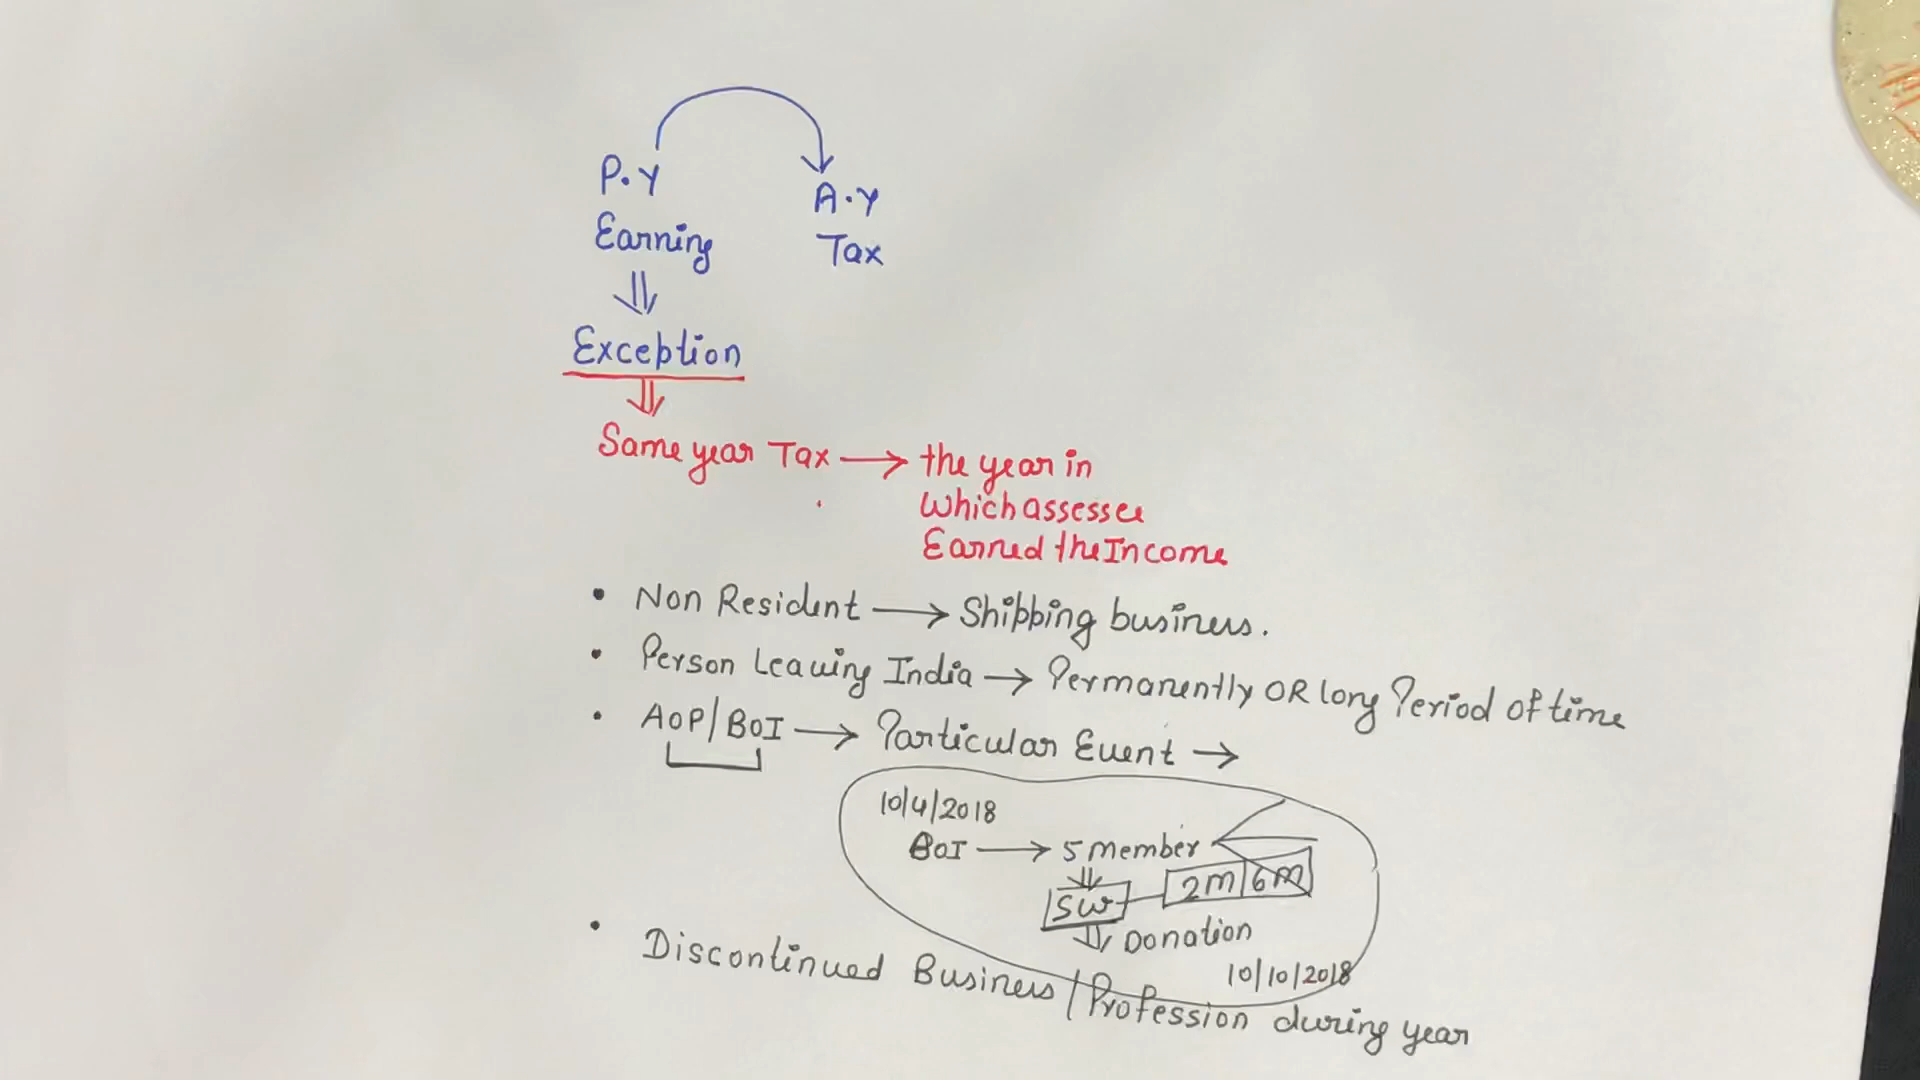 P.Y
A.Y
Earning
Tax
Exception
Same year Tax → the year in
which assessee
Earned the Income
• Non Resident → Shipping business.
• Person Leaving India → Permanently OR long Period of time
• AOP/BOI → Particular Event →
10/4/2018
BOI → 5 member
SW
2M 6M
Donation
10/10/2018
• Discontinued Business / Profession during year